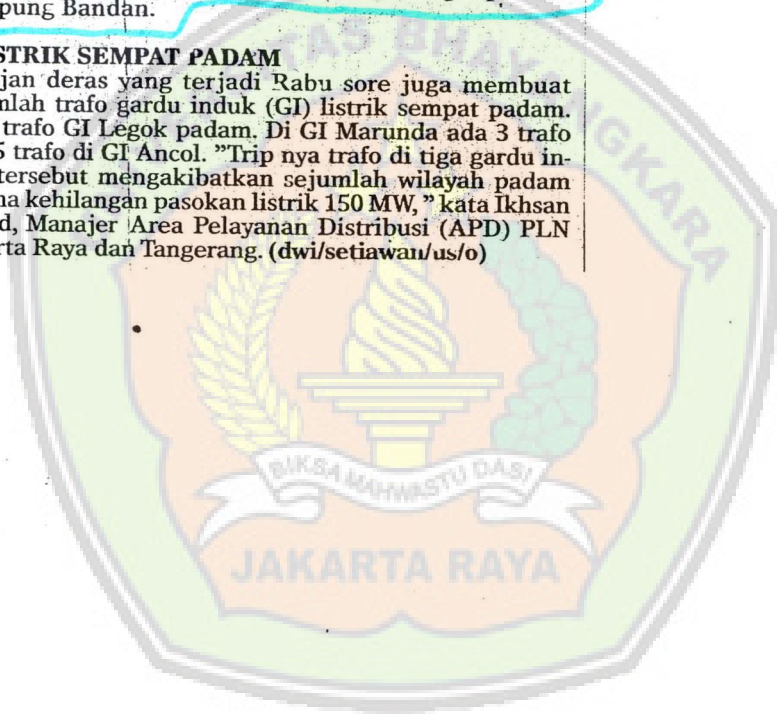 pung Bandan.
STRIK SEMPAT PADAM
jan deras yang terjadi Rabu sore juga membuat
nlah trafo gardu induk (GI) listrik sempat padam.
trafo GI Legok padam. Di GI Marunda ada 3 trafo
5 trafo di GI Ancol. "Trip nya trafo di tiga gardu in-
tersebut mengakibatkan sejumlah wilayah padam
na kehilangan pasokan listrik 150 MW," kata Ikhsan
d, Manajer Area Pelayanan Distribusi (APD) PLN
rta Raya dan Tangerang. (dwi/setiawan/us/o)
TAS BHAYANGKARA
BIKSA MAHWASTU DASI
JAKARTA RAYA